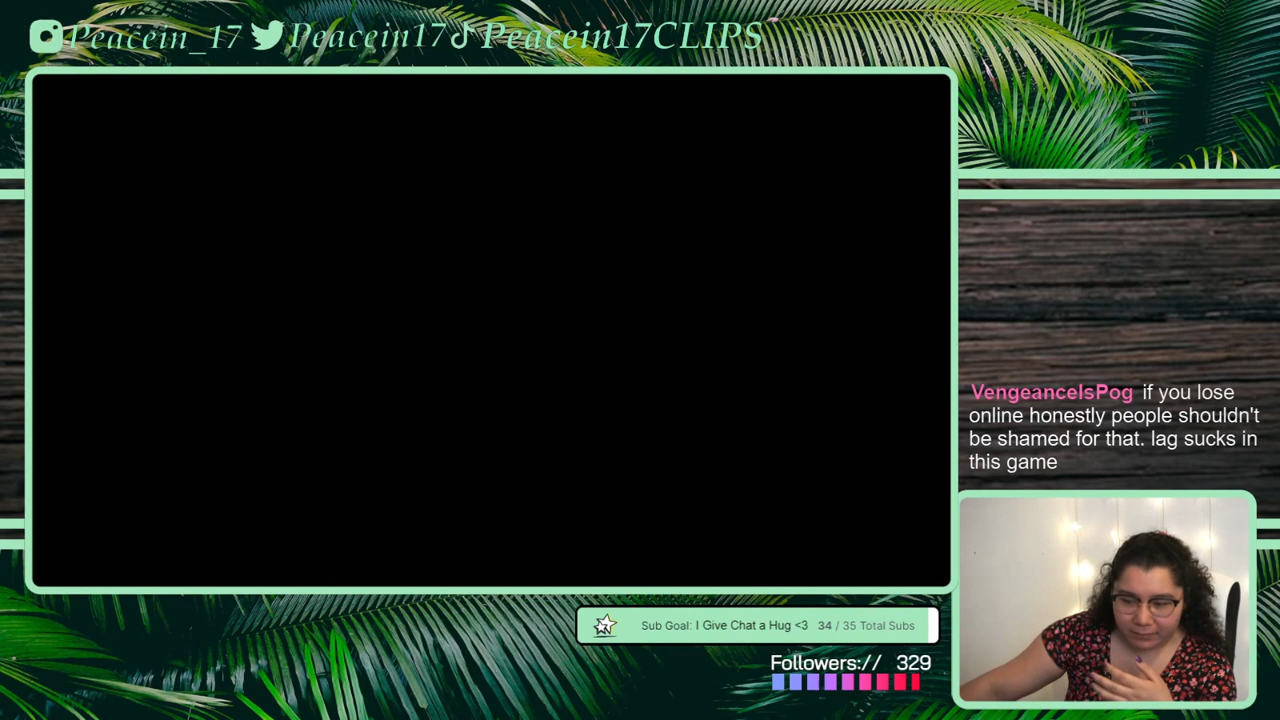 Peacein_17 Peacein17 Peacein17CLIPS
VengeanceIsPog if you lose
online honestly people shouldn't
be shamed for that. lag sucks in
this game
Sub Goal: I Give Chat a Hug <3 34 / 35 Total Subs
Followers:// 329